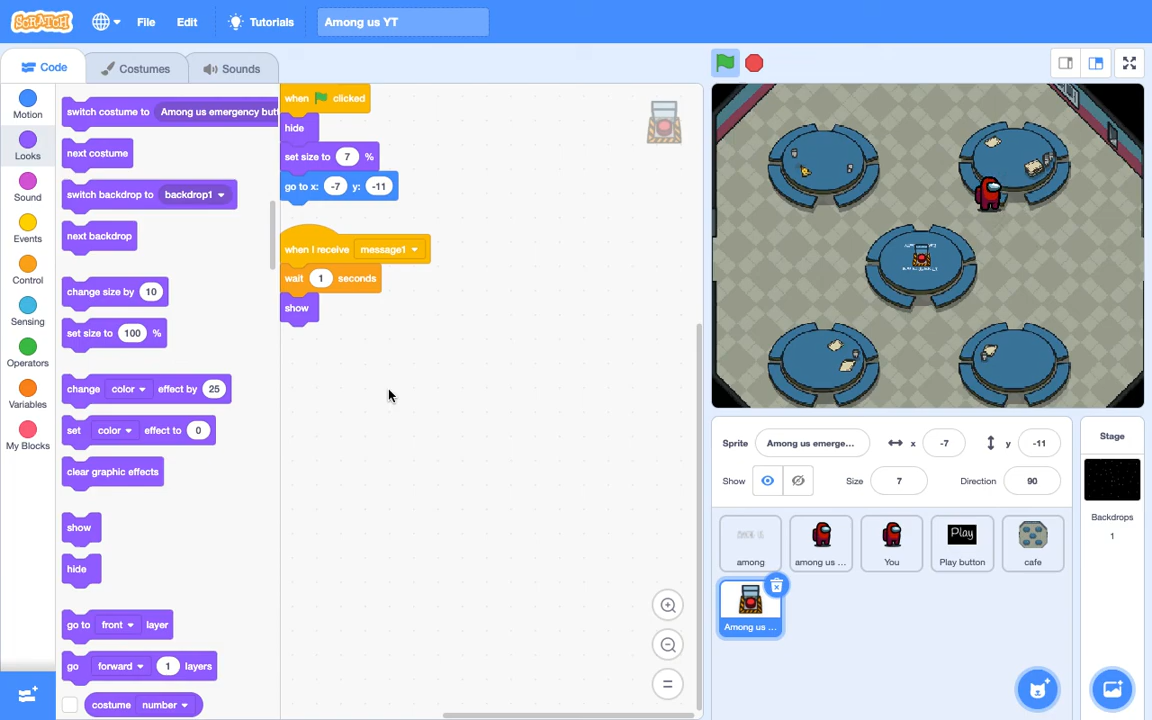 SCRATCH File Edit Tutorials Among us YT
Code Costumes Sounds
Motion
Looks
Sound
Events
Control
Sensing
Operators
Variables
My Blocks
switch costume to Among us emergency butt
next costume
switch backdrop to backdrop1
next backdrop
change size by 10
set size to 100 %
change color effect by 25
set color effect to 0
clear graphic effects
show
hide
go to front layer
go forward 1 layers
costume number
when clicked
hide
set size to 7 %
go to x: -7 y: -11
when I receive message1
wait 1 seconds
show
Sprite Among us emerge... x -7 y -11
Show Size 7 Direction 90
among
among us ...
You
Play
Play button
cafe
Among us ...
Stage
Backdrops
1